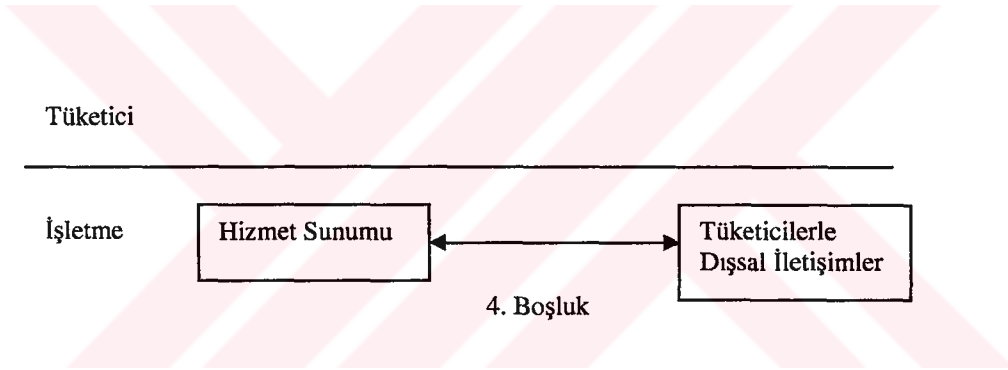 Tüketici
İşletme
Hizmet Sunumu
Tüketicilerle
Dışsal İletişimler
4. Boşluk